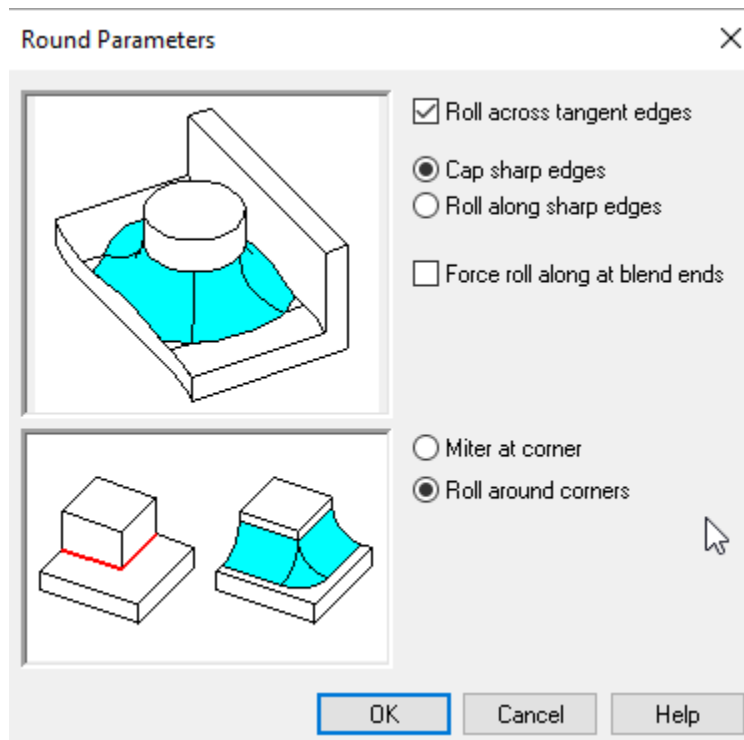 Round Parameters
Roll across tangent edges
Cap sharp edges
Roll along sharp edges
Force roll along at blend ends
Miter at corner
Roll around corners
OK
Cancel
Help